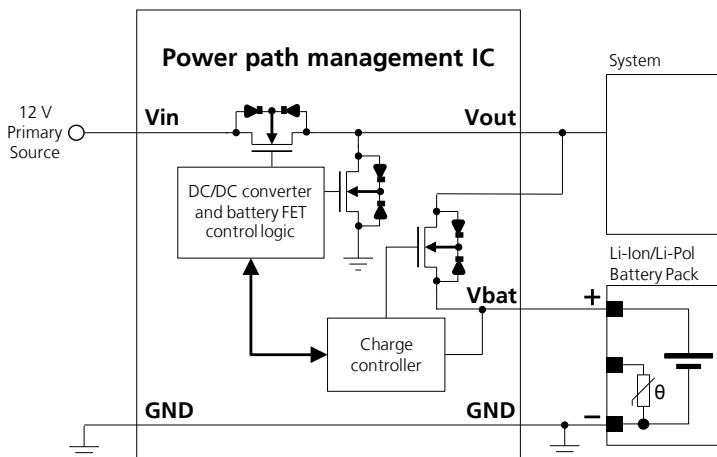 Power path management IC
System
12 V
Primary
Source
Vin
Vout
DC/DC converter
and battery FET
control logic
Li-Ion/Li-Pol
Battery Pack
Vbat
+
Charge
controller
θ
GND
GND
−